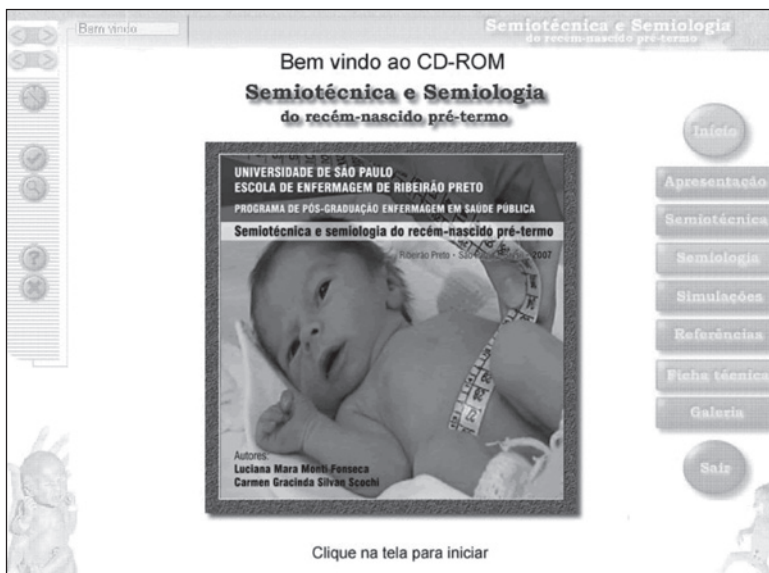 Bem vindo
Semiotécnica e Semiologia
do recém-nascido pré-termo
Bem vindo ao CD-ROM
Semiotécnica e Semiologia
do recém-nascido pré-termo
UNIVERSIDADE DE SÃO PAULO
ESCOLA DE ENFERMAGEM DE RIBEIRÃO PRETO
PROGRAMA DE PÓS-GRADUAÇÃO ENFERMAGEM EM SAÚDE PÚBLICA
Semiotécnica e semiologia do recém-nascido pré-termo
Ribeirão Preto - São 2007
Autores:
Luciana Mara Monti Fonseca
Carmen Gracinda Silvan Scochi
Clique na tela para iniciar
Início
Apresentação
Semiotécnica
Semiologia
Simulações
Referências
Ficha técnica
Galeria
Sair